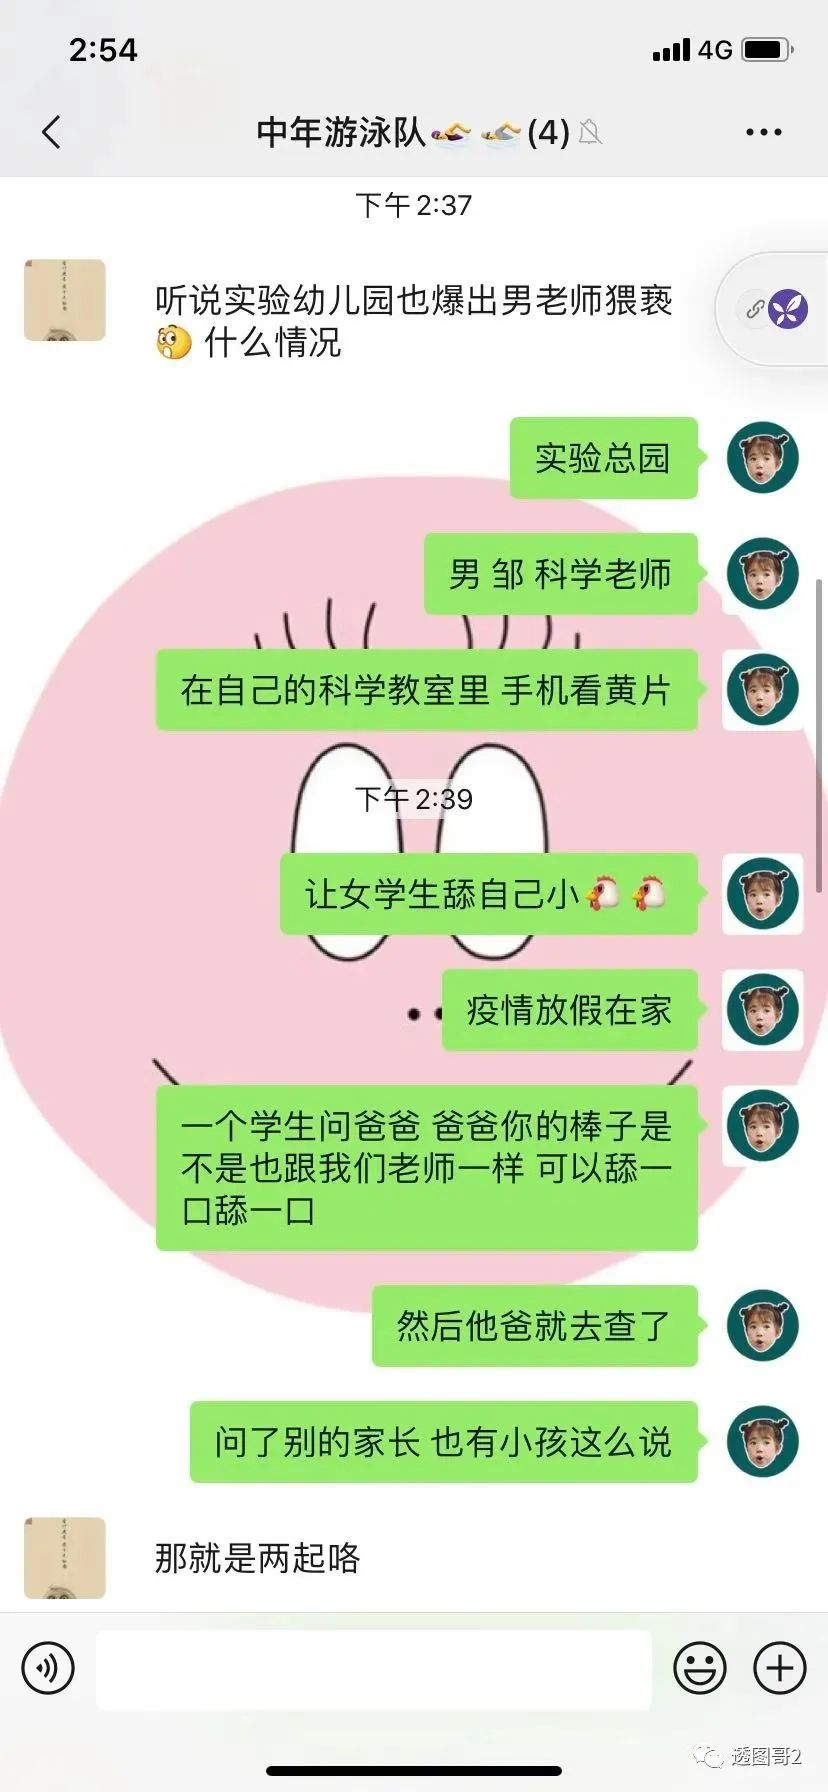 2:54
4G
中年游泳队🏊‍♀️🏊(4)
下午2:37
听说实验幼儿园也爆出男老师猥亵
😲 什么情况
实验总园
男 邹 科学老师
在自己的科学教室里 手机看黄片
下午2:39
让女学生舔自己小🐔🐔
疫情放假在家
一个学生问爸爸 爸爸你的棒子是
不是也跟我们老师一样 可以舔一
口舔一口
然后他爸就去查了
问了别的家长 也有小孩这么说
那就是两起咯
透图哥2